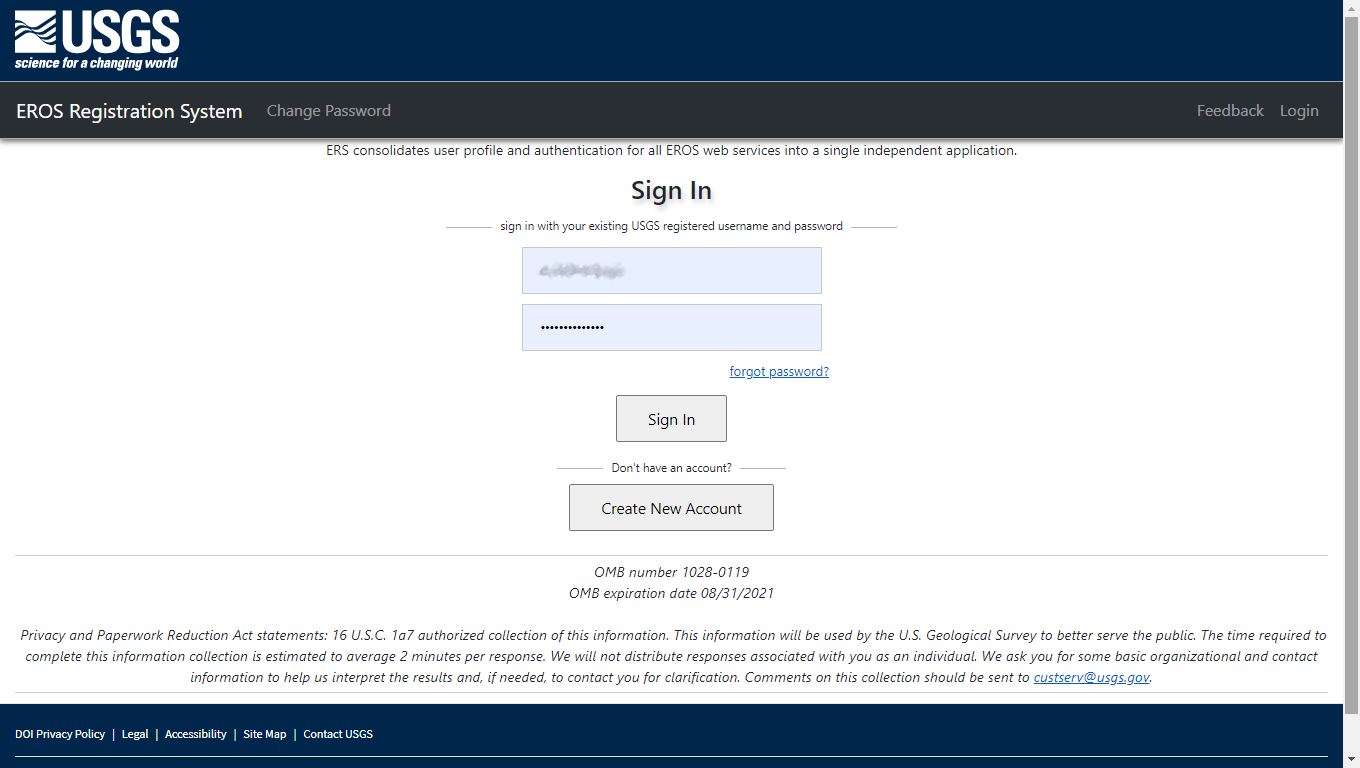 USGS
science for a changing world
EROS Registration System Change Password Feedback Login
ERS consolidates user profile and authentication for all EROS web services into a single independent application.
Sign In
sign in with your existing USGS registered username and password
••••••••••••••
forgot password?
Sign In
Don't have an account?
Create New Account
OMB number 1028-0119
OMB expiration date 08/31/2021
Privacy and Paperwork Reduction Act statements: 16 U.S.C. 1a7 authorized collection of this information. This information will be used by the U.S. Geological Survey to better serve the public. The time required to
complete this information collection is estimated to average 2 minutes per response. We will not distribute responses associated with you as an individual. We ask you for some basic organizational and contact
information to help us interpret the results and, if needed, to contact you for clarification. Comments on this collection should be sent to custserv@usgs.gov.
DOI Privacy Policy | Legal | Accessibility | Site Map | Contact USGS